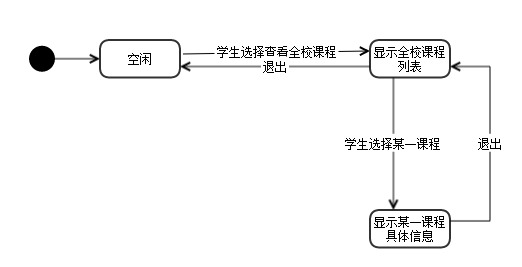 空闲
学生选择查看全校课程
退出
显示全校课程
列表
学生选择某一课程
退出
显示某一课程
具体信息